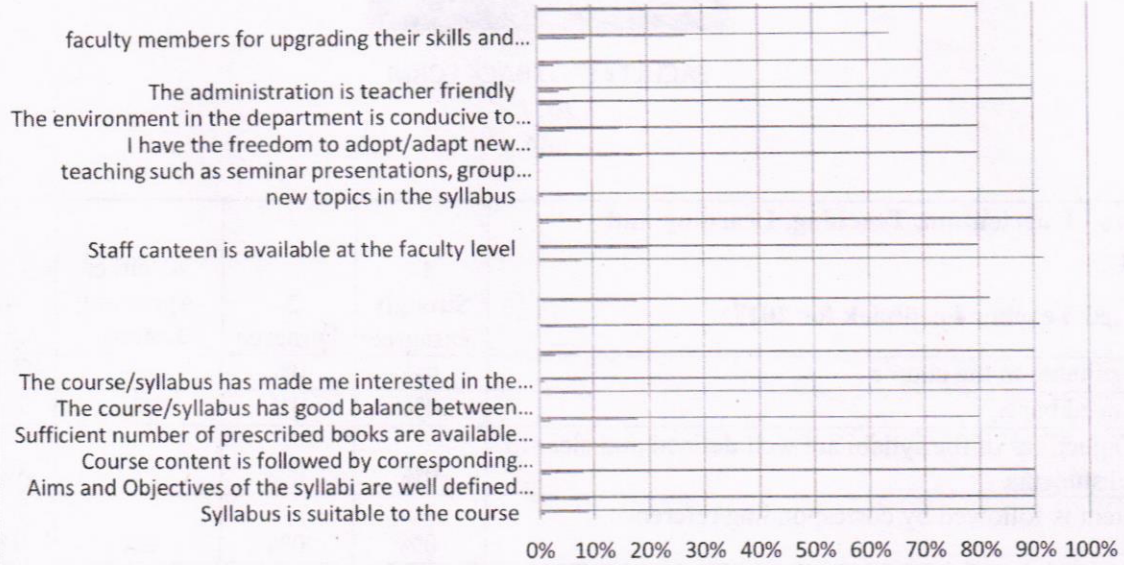 faculty members for upgrading their skills and...
The administration is teacher friendly
The environment in the department is conducive to...
I have the freedom to adopt/adapt new...
teaching such as seminar presentations, group...
new topics in the syllabus
Staff canteen is available at the faculty level
The course/syllabus has made me interested in the...
The course/syllabus has good balance between...
Sufficient number of prescribed books are available...
Course content is followed by corresponding...
Aims and Objectives of the syllabi are well defined...
Syllabus is suitable to the course
0% 10% 20% 30% 40% 50% 60% 70% 80% 90% 100%